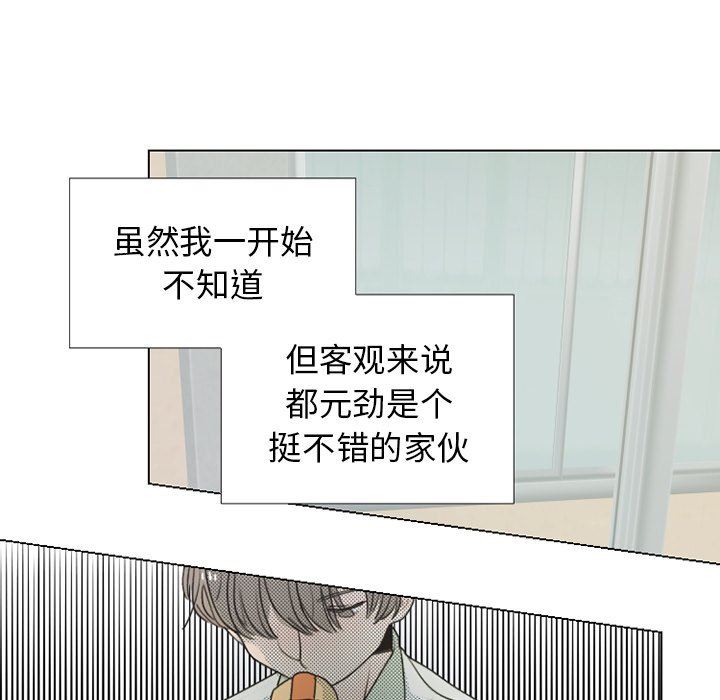 虽然我一开始
不知道
但客观来说
都元劲是个
挺不错的家伙